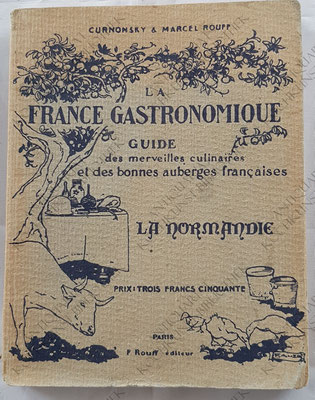 CURNONSKY & MARCEL ROUFF
LA
FRANCE GASTRONOMIQUE
GUIDE
des merveilles culinaires
et des bonnes auberges françaises
LA NORMANDIE
PRIX: TROIS FRANCS CINQUANTE
PARIS
F. Rouff - éditeur